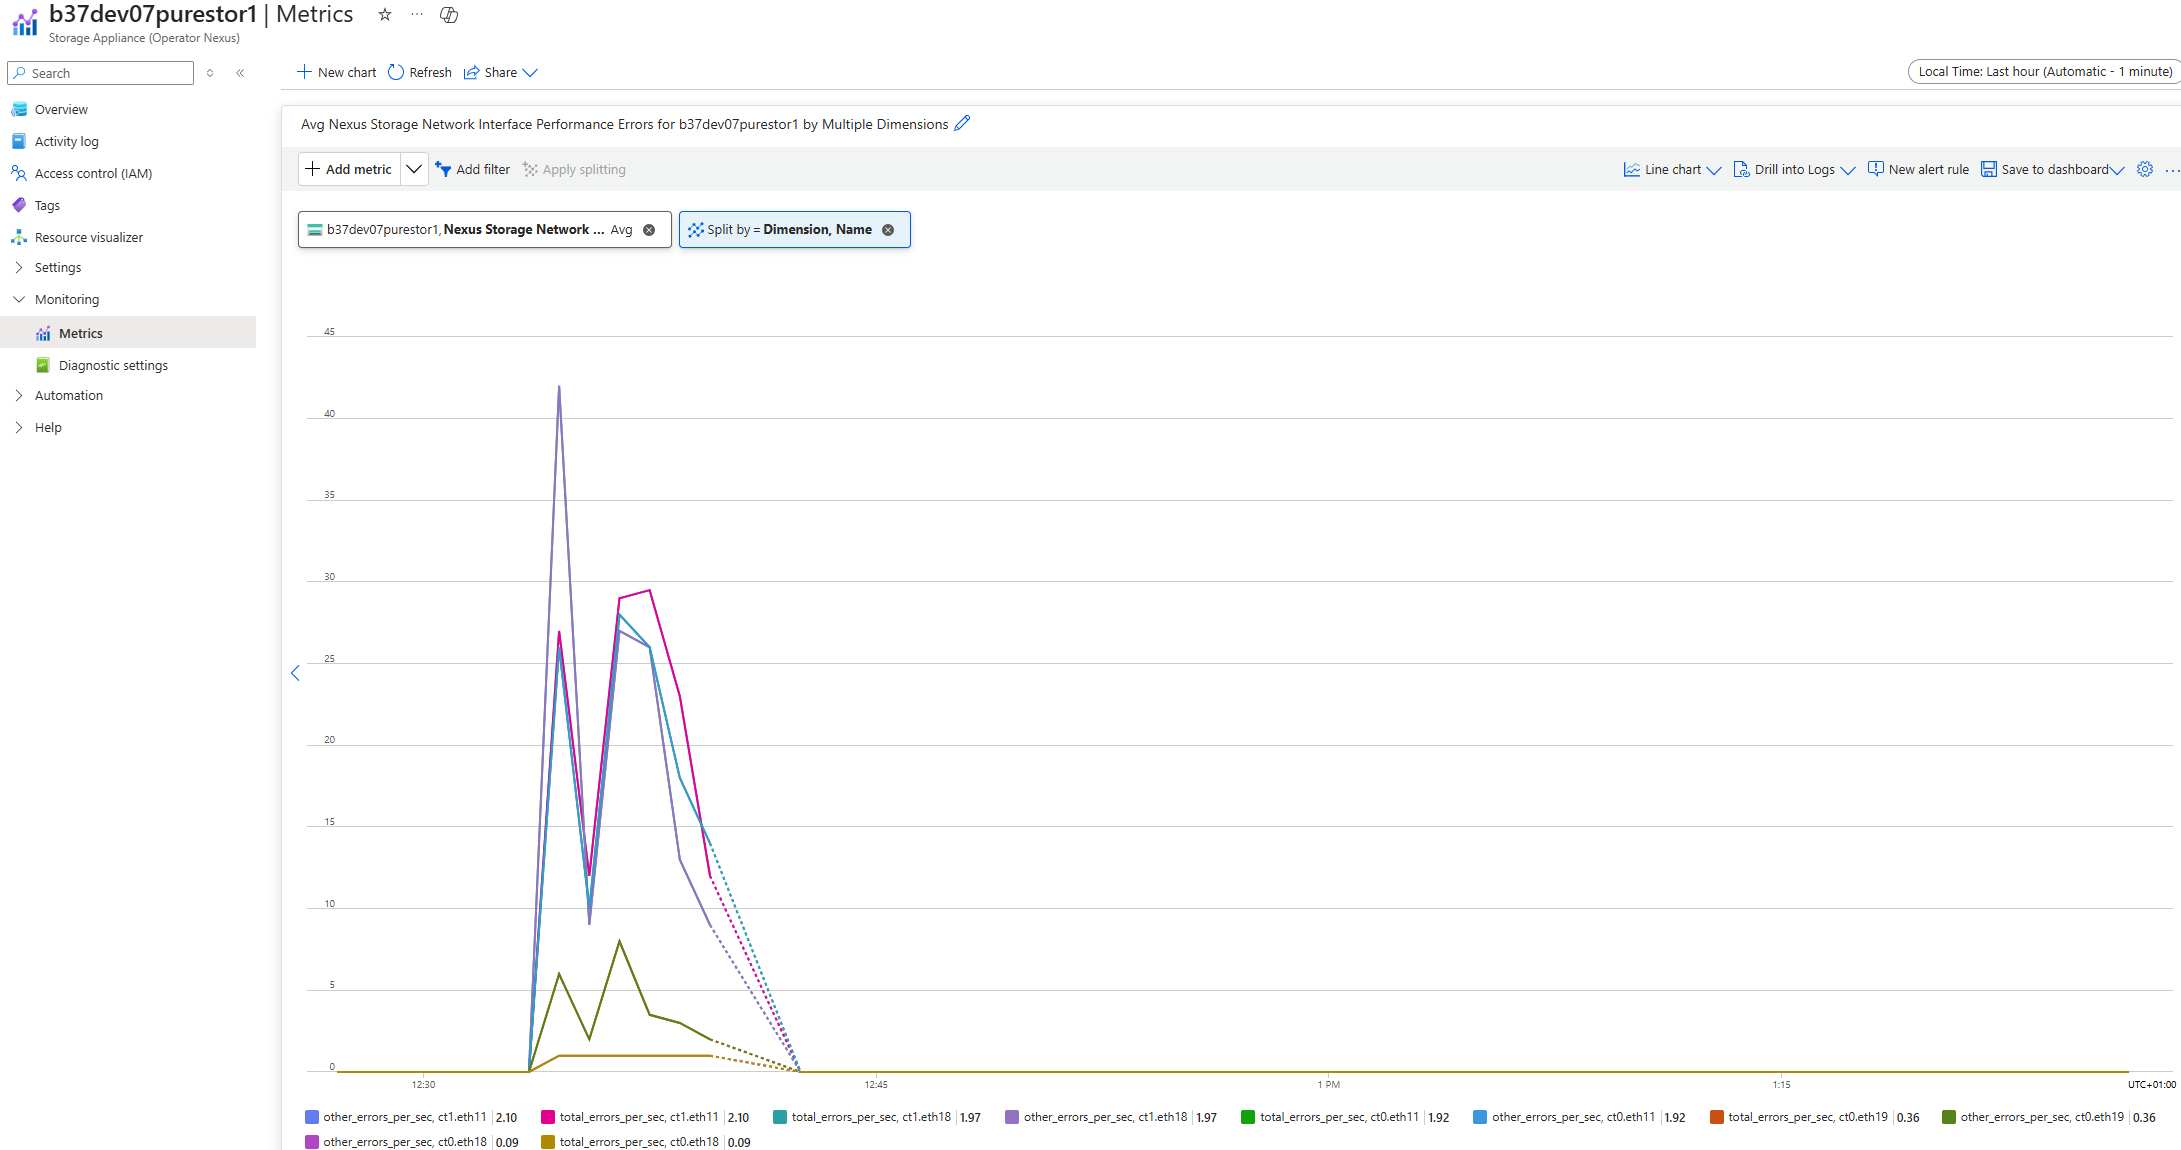 b37dev07purestor1 | Metrics
Storage Appliance (Operator Nexus)
Search
Overview
Activity log
Access control (IAM)
Tags
Resource visualizer
Settings
Monitoring
Metrics
Diagnostic settings
Automation
Help
New chart
Refresh
Share
Local Time: Last hour (Automatic - 1 minute)
Avg Nexus Storage Network Interface Performance Errors for b37dev07purestor1 by Multiple Dimensions
Add metric
Add filter
Apply splitting
Line chart
Drill into Logs
New alert rule
Save to dashboard
b37dev07purestor1, Nexus Storage Network ... Avg
Split by = Dimension, Name
45
40
35
30
25
20
15
10
5
0
12:30 12:45 1 PM 1:15 UTC+01:00
other_errors_per_sec, ct1.eth11 2.10 total_errors_per_sec, ct1.eth11 2.10 total_errors_per_sec, ct1.eth18 1.97 other_errors_per_sec, ct1.eth18 1.97 total_errors_per_sec, ct0.eth11 1.92 other_errors_per_sec, ct0.eth11 1.92 total_errors_per_sec, ct0.eth19 0.36 other_errors_per_sec, ct0.eth19 0.36
other_errors_per_sec, ct0.eth18 0.09 total_errors_per_sec, ct0.eth18 0.09